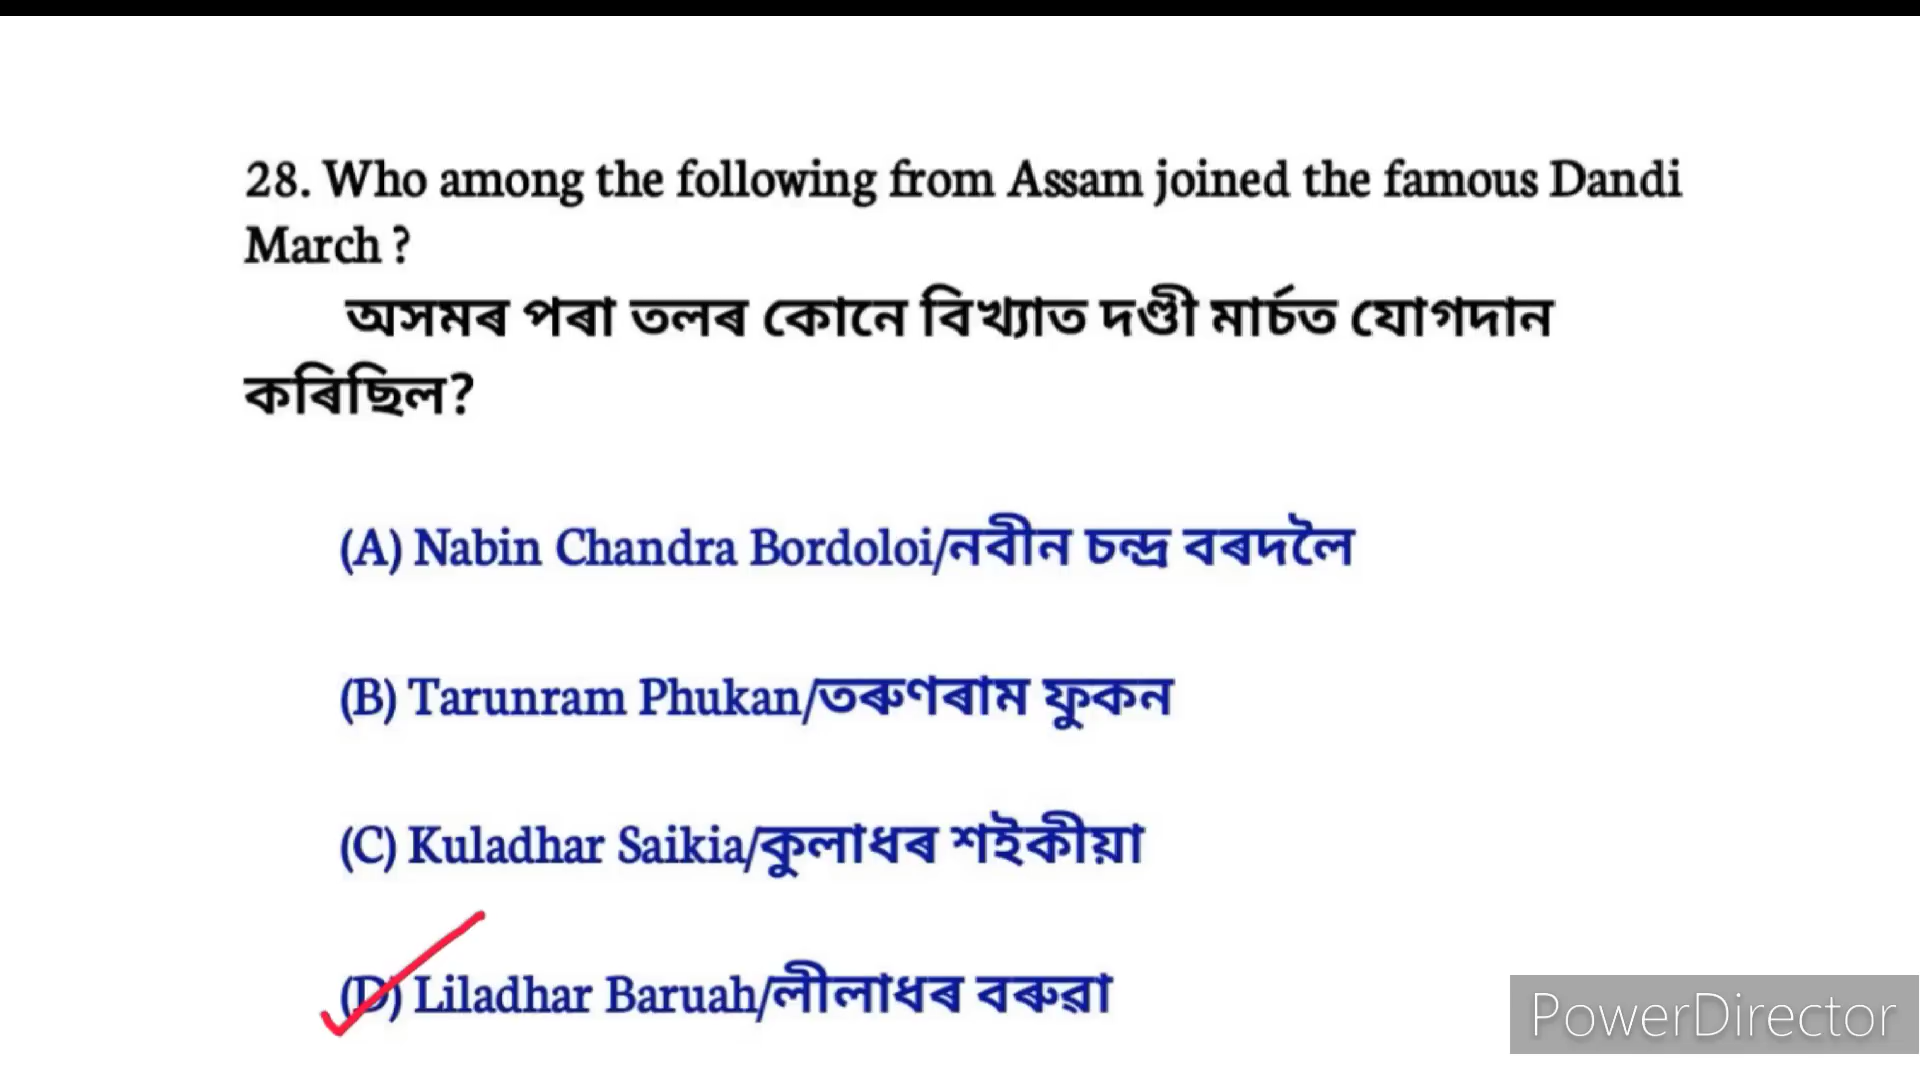 28. Who among the following from Assam joined the famous Dandi
March ?
অসমৰ পৰা তলৰ কোনে বিখ্যাত দণ্ডী মাৰ্চত যোগদান
কৰিছিল?
(A) Nabin Chandra Bordoloi/নবীন চন্দ্ৰ বৰদলৈ
(B) Tarunram Phukan/তৰুণৰাম ফুকন
(C) Kuladhar Saikia/কুলাধৰ শইকীয়া
(D) Liladhar Baruah/লীলাধৰ বৰুৱা
PowerDirector